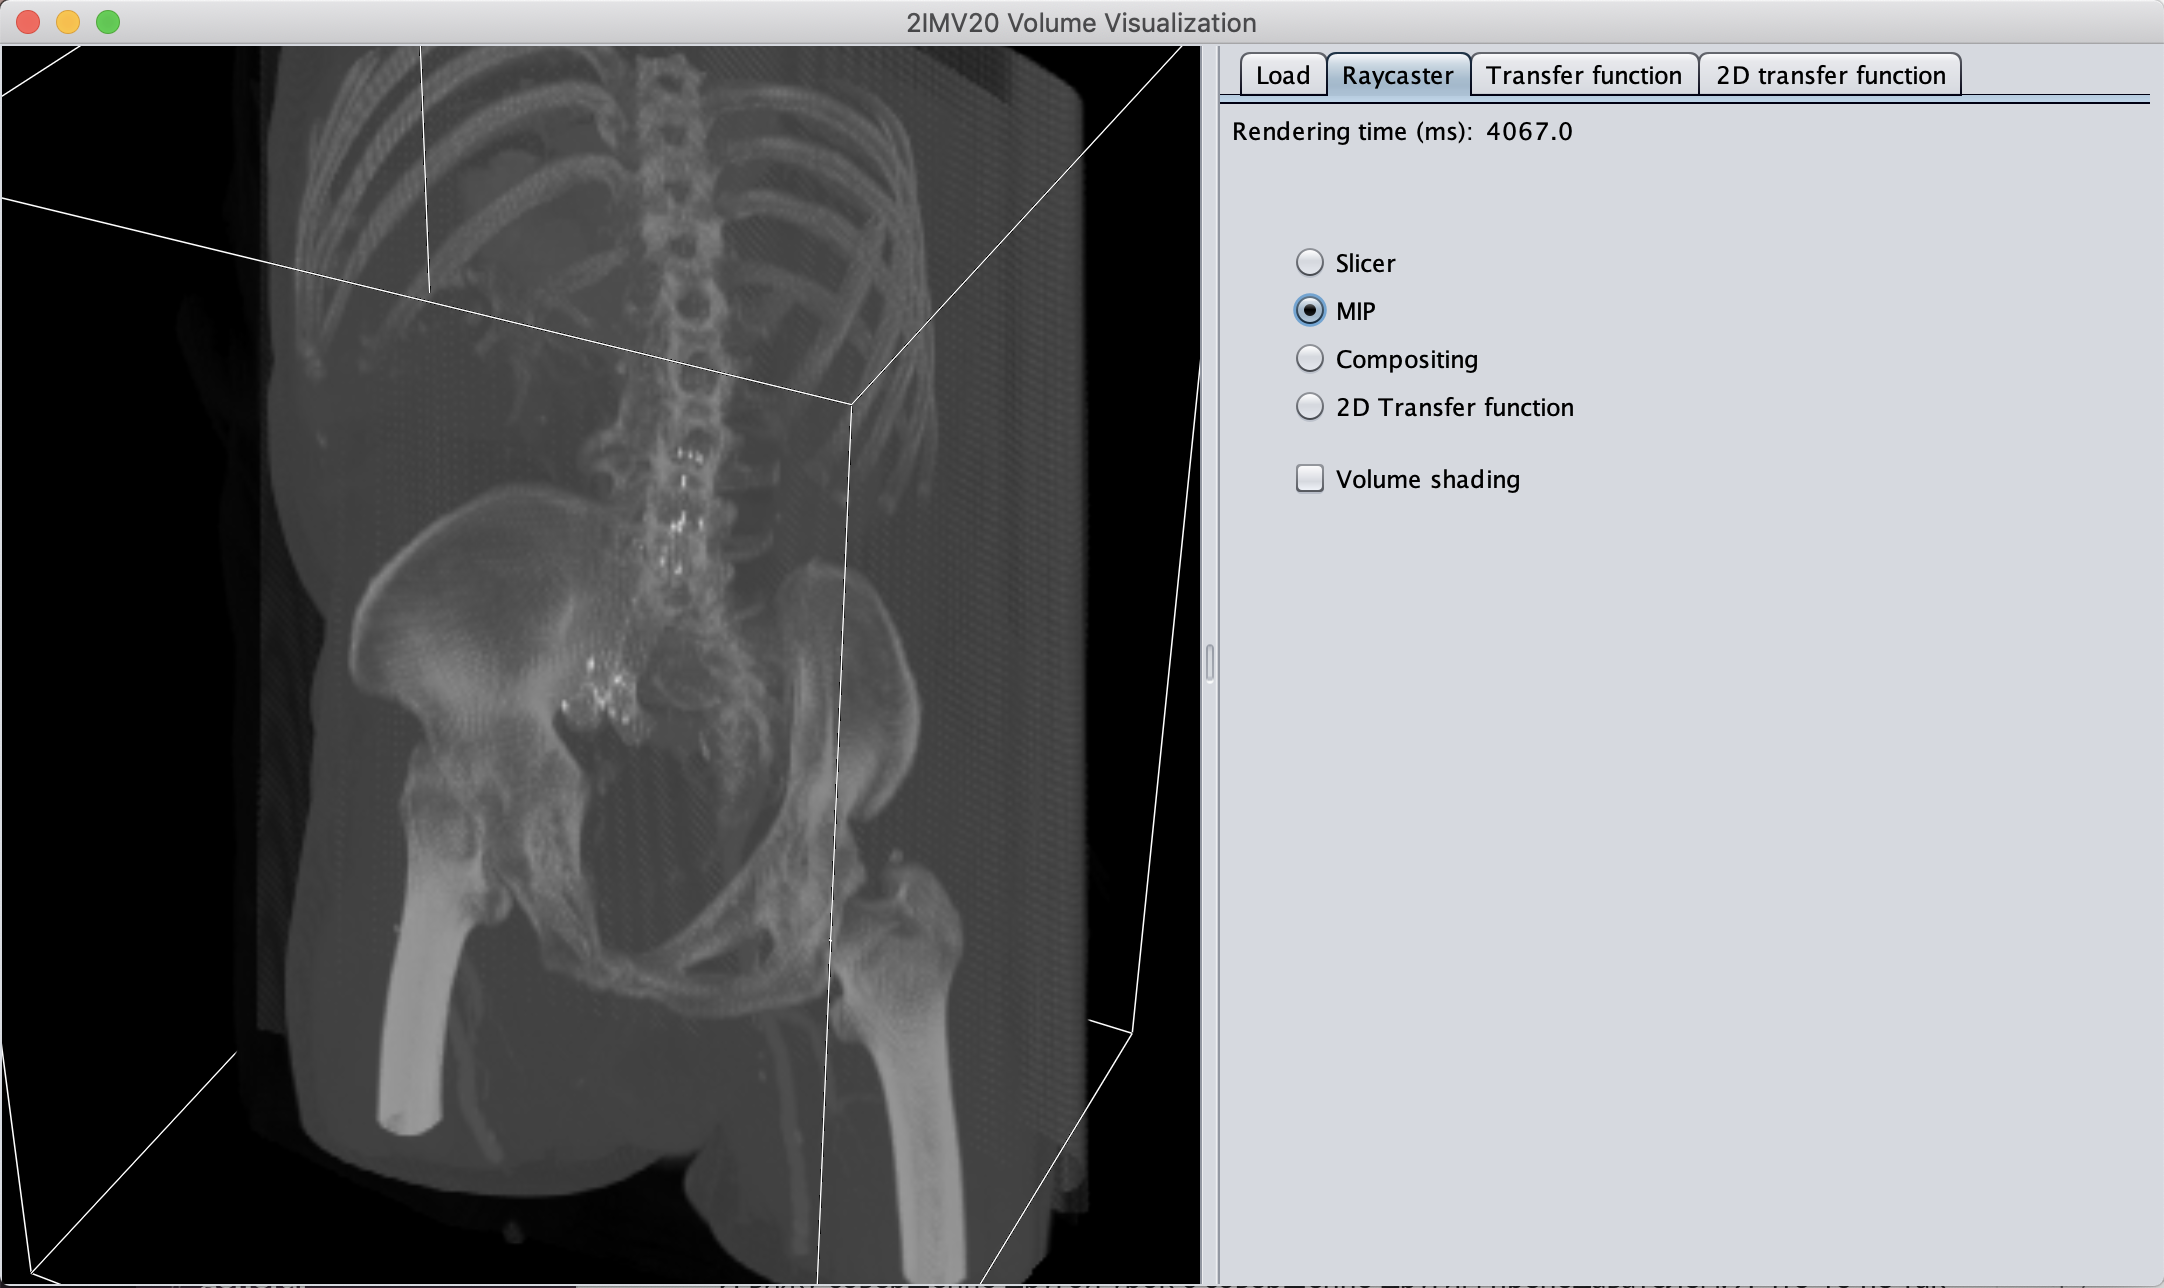 2IMV20 Volume Visualization
Load Raycaster Transfer function 2D transfer function
Rendering time (ms): 4067.0
Slicer
MIP
Compositing
2D Transfer function
Volume shading